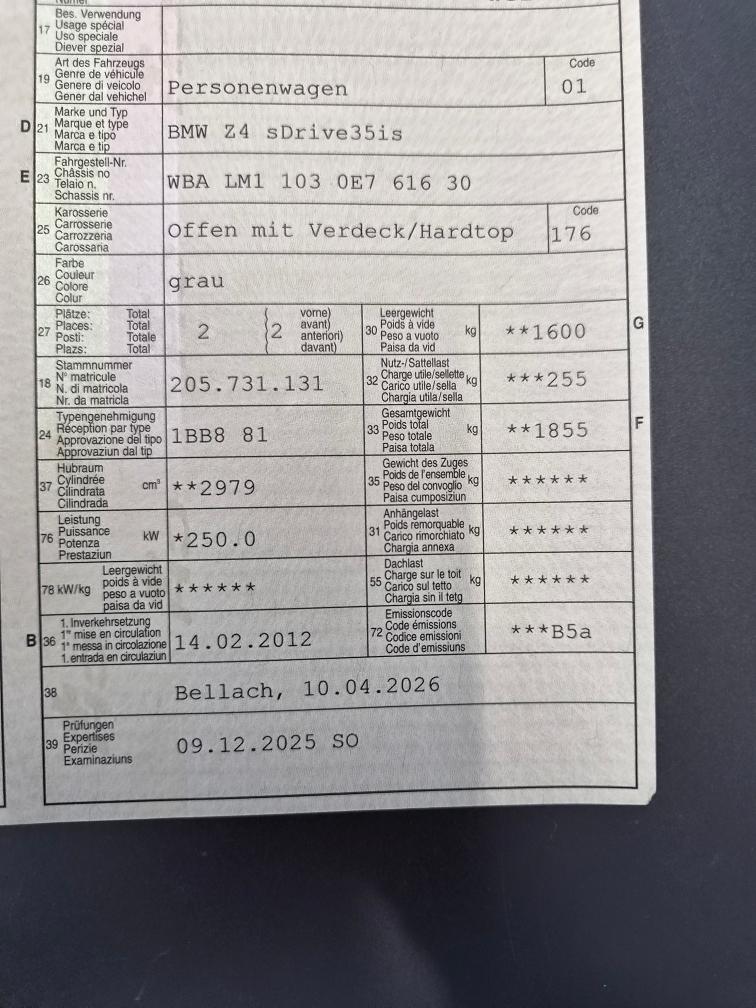 17 Bes. Verwendung
Usage spécial
Uso speciale
Diever spezial
19 Art des Fahrzeugs
Genre de véhicule
Genere di veicolo
Gener dal vehichel
Personenwagen
Code
01
D 21 Marke und Typ
Marque et type
Marca e tipo
Marca e tip
BMW Z4 sDrive35is
E 23 Fahrgestell-Nr.
Châssis no
Telaio n.
Schassis nr.
WBA LM1 103 0E7 616 30
25 Karosserie
Carrosserie
Carrozzeria
Carossaria
Offen mit Verdeck/Hardtop
Code
176
26 Farbe
Couleur
Colore
Colur
grau
27 Plätze: Total
Places: Total
Posti: Totale
Plazs: Total
2
2
vorne)
avant)
anteriori)
davant)
30 Leergewicht
Poids à vide
Peso a vuoto
Paisa da vid
kg
**1600
G
18 Stammnummer
N° matricule
N. di matricola
Nr. da matricla
205.731.131
32 Nutz-/Sattellast
Charge utile/sellette
Carico utile/sella
Chargia utila/sella
kg
***255
24 Typengenehmigung
Réception par type
Approvazione del tipo
Approvaziun dal tip
1BB8 81
33 Gesamtgewicht
Poids total
Peso totale
Paisa totala
kg
**1855
F
37 Hubraum
Cylindrée
Cilindrata
Cilindrada
cm³
**2979
35 Gewicht des Zuges
Poids de l'ensemble
Peso del convoglio
Paisa cumposiziun
kg
******
76 Leistung
Puissance
Potenza
Prestaziun
kW
*250.0
31 Anhängelast
Poids remorquable
Carico rimorchiato
Chargia annexa
kg
******
78 kW/kg
Leergewicht
poids à vide
peso a vuoto
paisa da vid
******
55 Dachlast
Charge sur le toit
Carico sul tetto
Chargia sin il tetg
kg
******
B 36 1. Inverkehrsetzung
1re mise en circulation
1a messa in circolazione
1. entrada en circulaziun
14.02.2012
72 Emissionscode
Code émissions
Codice emissioni
Code d'emissiuns
***B5a
38
Bellach, 10.04.2026
39 Prüfungen
Expertises
Perizie
Examinaziuns
09.12.2025 SO